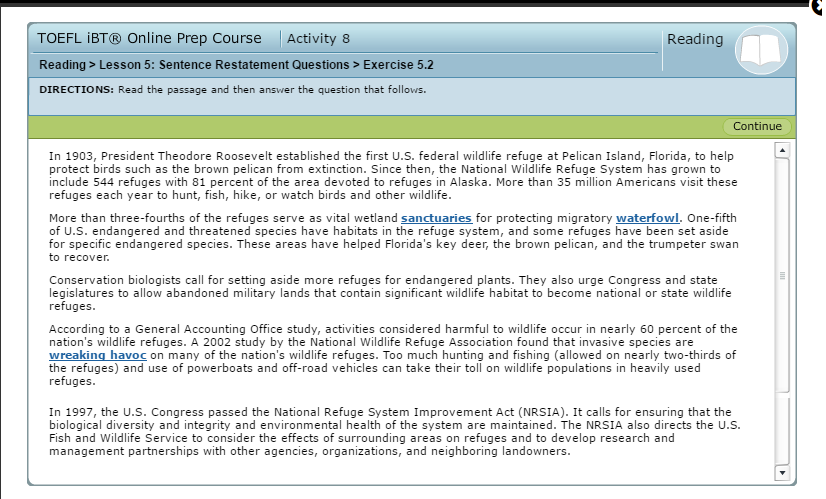 TOEFL iBT® Online Prep Course
Activity 8
Reading
Reading > Lesson 5: Sentence Restatement Questions > Exercise 5.2
DIRECTIONS: Read the passage and then answer the question that follows.
Continue
In 1903, President Theodore Roosevelt established the first U.S. federal wildlife refuge at Pelican Island, Florida, to help
protect birds such as the brown pelican from extinction. Since then, the National Wildlife Refuge System has grown to
include 544 refuges with 81 percent of the area devoted to refuges in Alaska. More than 35 million Americans visit these
refuges each year to hunt, fish, hike, or watch birds and other wildlife.
More than three-fourths of the refuges serve as vital wetland sanctuaries for protecting migratory waterfowl. One-fifth
of U.S. endangered and threatened species have habitats in the refuge system, and some refuges have been set aside
for specific endangered species. These areas have helped Florida's key deer, the brown pelican, and the trumpeter swan
to recover.
Conservation biologists call for setting aside more refuges for endangered plants. They also urge Congress and state
legislatures to allow abandoned military lands that contain significant wildlife habitat to become national or state wildlife
refuges.
According to a General Accounting Office study, activities considered harmful to wildlife occur in nearly 60 percent of the
nation's wildlife refuges. A 2002 study by the National Wildlife Refuge Association found that invasive species are
wreaking havoc on many of the nation's wildlife refuges. Too much hunting and fishing (allowed on nearly two-thirds of
the refuges) and use of powerboats and off-road vehicles can take their toll on wildlife populations in heavily used
refuges.
In 1997, the U.S. Congress passed the National Refuge System Improvement Act (NRSIA). It calls for ensuring that the
biological diversity and integrity and environmental health of the system are maintained. The NRSIA also directs the U.S.
Fish and Wildlife Service to consider the effects of surrounding areas on refuges and to develop research and
management partnerships with other agencies, organizations, and neighboring landowners.